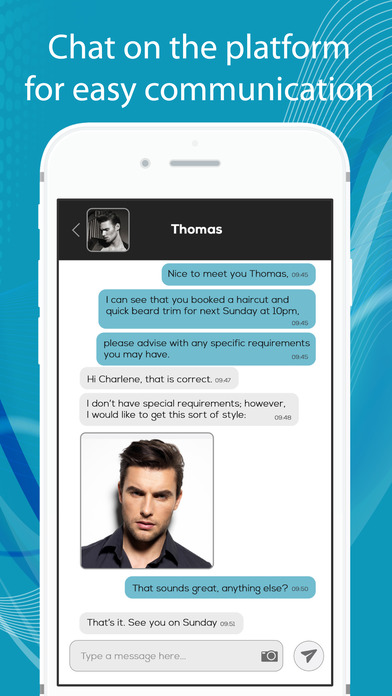 Chat on the platform
for easy communication
Thomas
Nice to meet you Thomas, 09:45
I can see that you booked a haircut and
quick beard trim for next Sunday at 10pm,
09:45
please advise with any specific requirements
you may have. 09:45
Hi Charlene, that is correct. 09:47
I don't have special requirements; however,
I would like to get this sort of style: 09:48
That sounds great, anything else? 09:50
That's it. See you on Sunday 09:51
Type a message here...